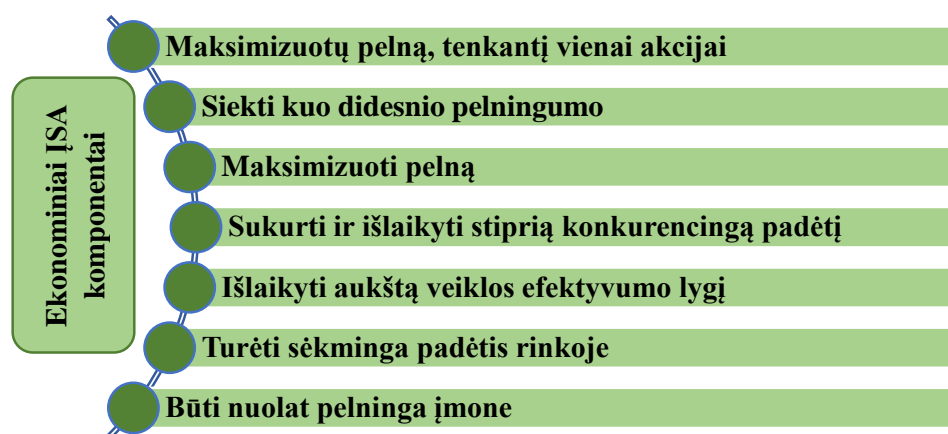 Ekonominiai ĮSA
komponentai
Maksimizuotų pelną, tenkantį vienai akcijai
Siekti kuo didesnio pelningumo
Maksimizuoti pelną
Sukurti ir išlaikyti stiprią konkurencingą padėtį
Išlaikyti aukštą veiklos efektyvumo lygį
Turėti sėkminga padėtis rinkoje
Būti nuolat pelninga įmone